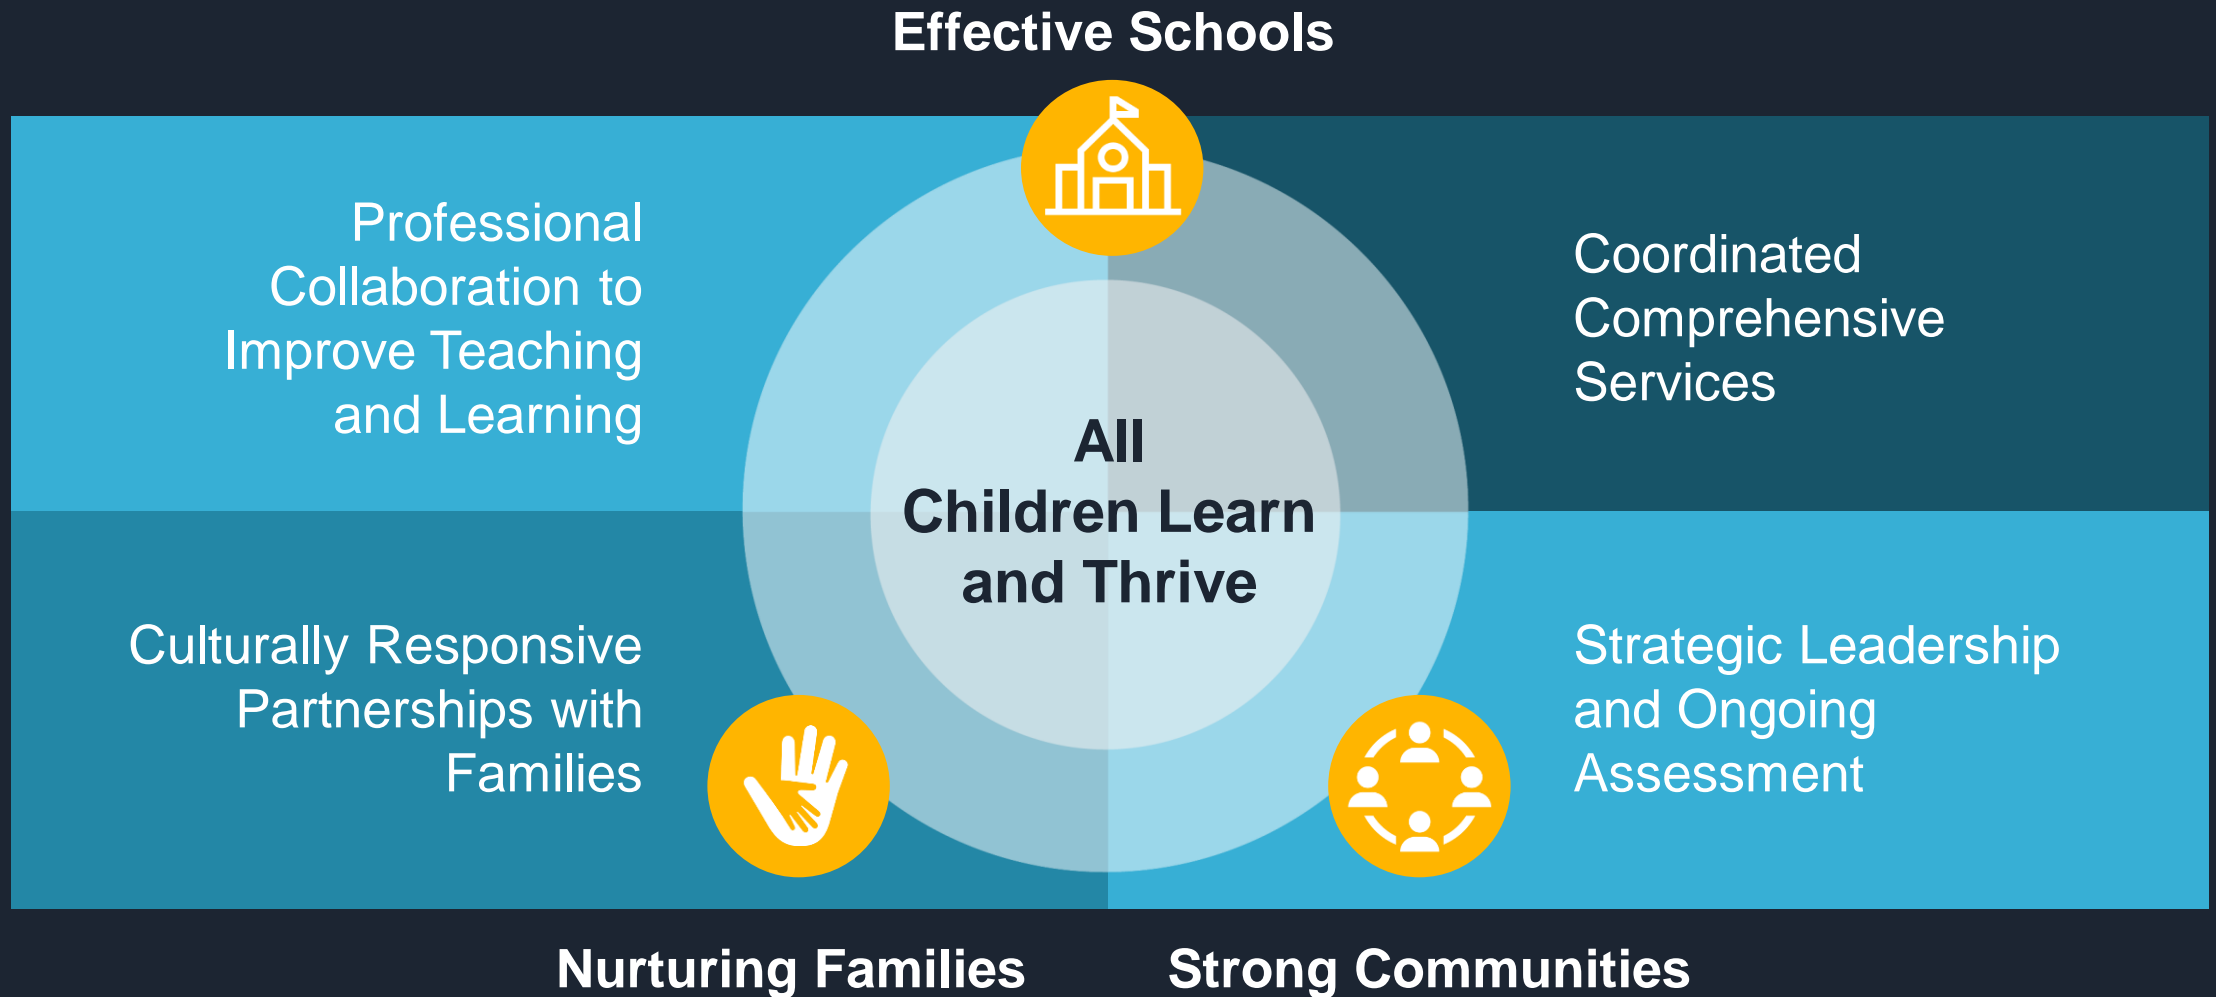 Effective Schools
Professional
Collaboration to
Improve Teaching
and Learning
Coordinated
Comprehensive
Services
All
Children Learn
and Thrive
Culturally Responsive
Partnerships with
Families
Strategic Leadership
and Ongoing
Assessment
Nurturing Families
Strong Communities